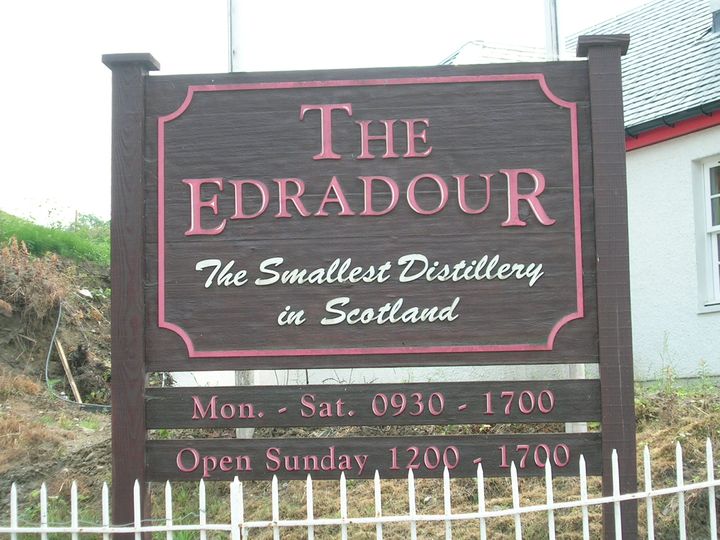 The
Edradour
The Smallest Distillery
in Scotland
Mon. - Sat. 0930 - 1700
Open Sunday 1200 - 1700